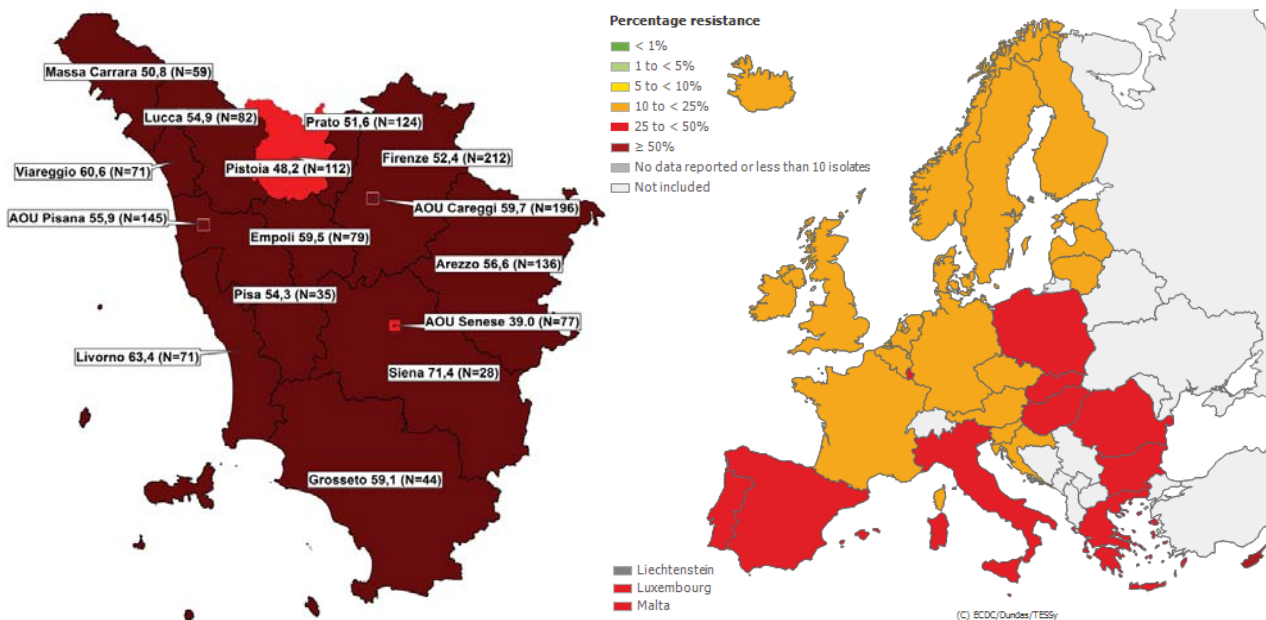 Massa Carrara 50,8 (N=59)
Lucca 54,9 (N=82)
Prato 51,6 (N=124)
Firenze 52,4 (N=212)
Pistoia 48,2 (N=112)
Viareggio 60,6 (N=71)
AOU Careggi 59,7 (N=196)
AOU Pisana 55,9 (N=145)
Empoli 59,5 (N=79)
Arezzo 56,6 (N=136)
Pisa 54,3 (N=35)
AOU Senese 39.0 (N=77)
Livorno 63,4 (N=71)
Siena 71,4 (N=28)
Grosseto 59,1 (N=44)
Percentage resistance
< 1%
1 to < 5%
5 to < 10%
10 to < 25%
25 to < 50%
≥ 50%
No data reported or less than 10 isolates
Not included
Liechtenstein
Luxembourg
Malta
(C) ECDC/Dundas/TESSy